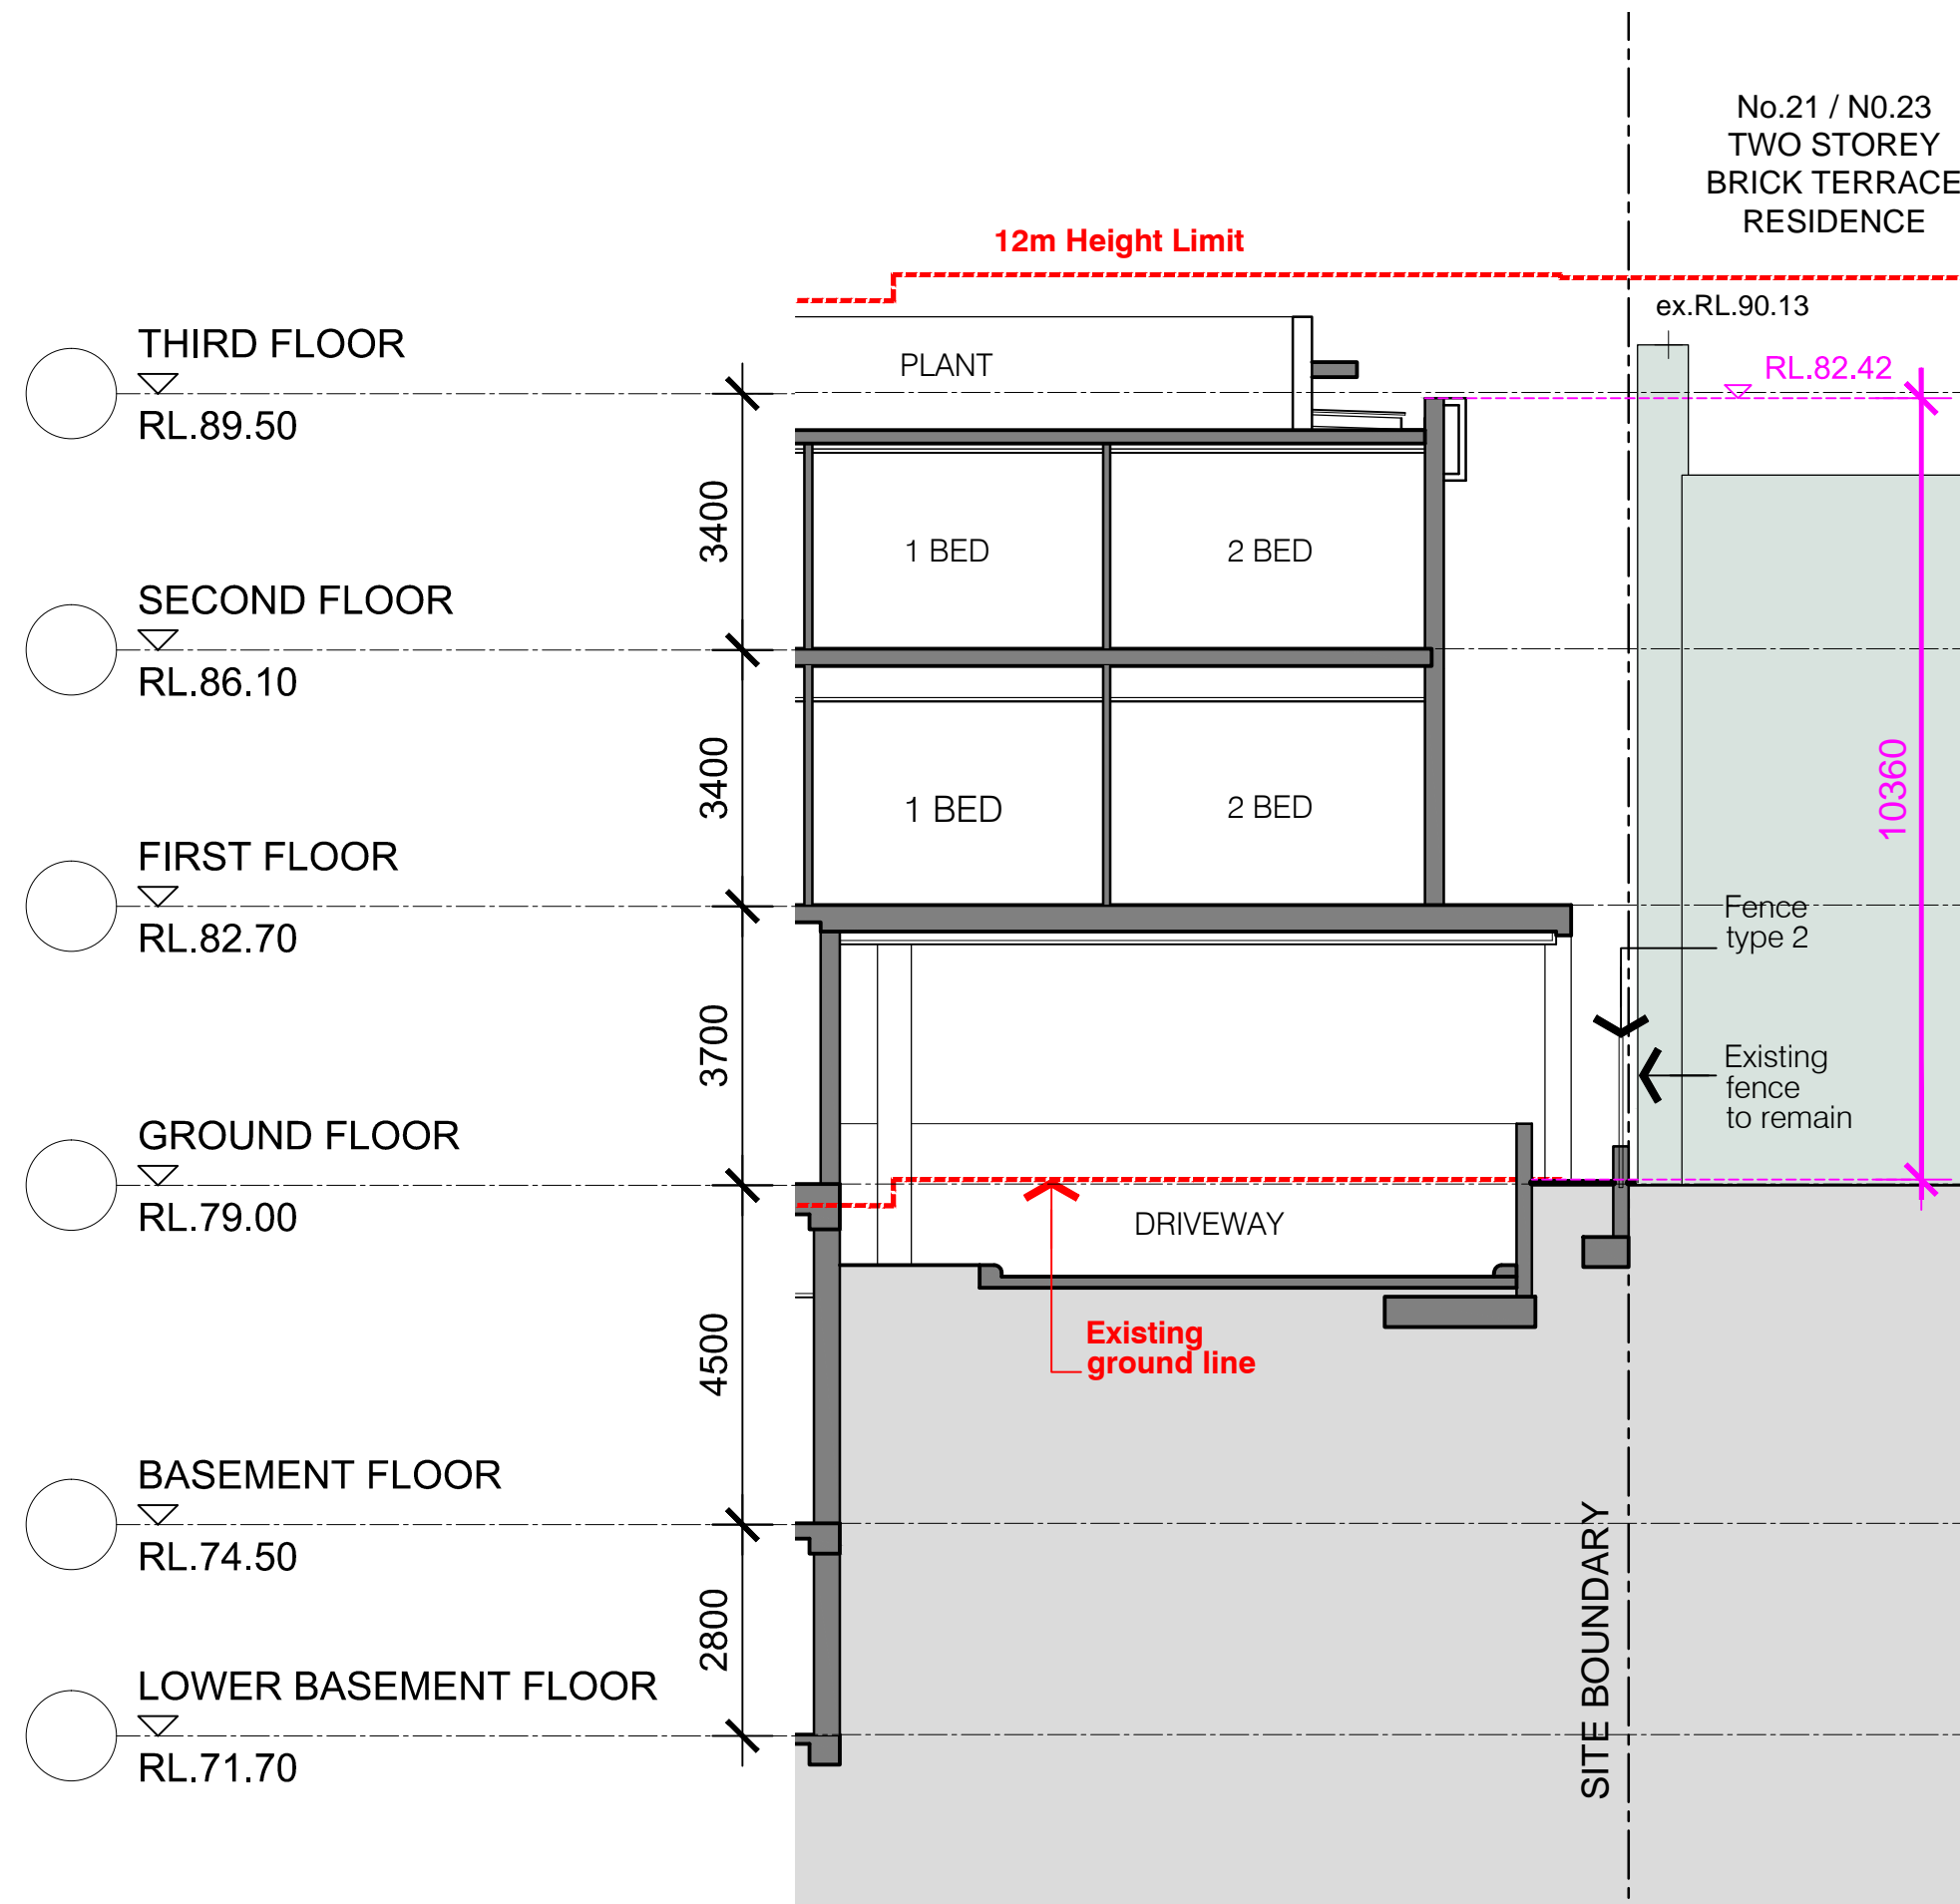 No.21 / N0.23
TWO STOREY
BRICK TERRACE
RESIDENCE
12m Height Limit
ex.RL.90.13
THIRD FLOOR
RL.89.50
PLANT
RL.82.42
3400
1 BED
2 BED
SECOND FLOOR
RL.86.10
3400
1 BED
2 BED
10360
FIRST FLOOR
RL.82.70
Fence
type 2
3700
Existing
fence
to remain
GROUND FLOOR
RL.79.00
DRIVEWAY
Existing
ground line
4500
BASEMENT FLOOR
RL.74.50
2800
SITE BOUNDARY
LOWER BASEMENT FLOOR
RL.71.70